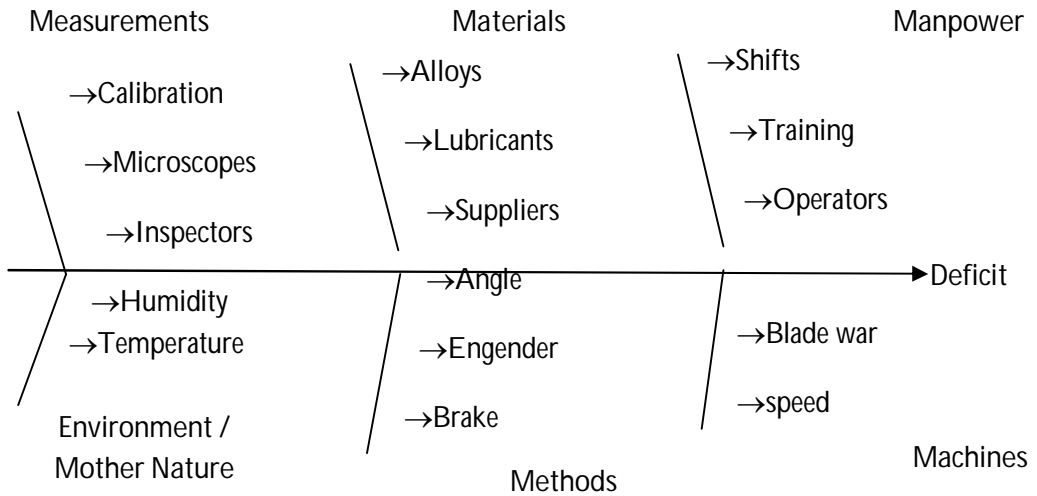 Measurements
Materials
Manpower
→Calibration
→Microscopes
→Inspectors
→Alloys
→Lubricants
→Suppliers
→Shifts
→Training
→Operators
Deficit
→Humidity
→Temperature
→Angle
→Engender
→Brake
→Blade war
→speed
Environment /
Mother Nature
Methods
Machines